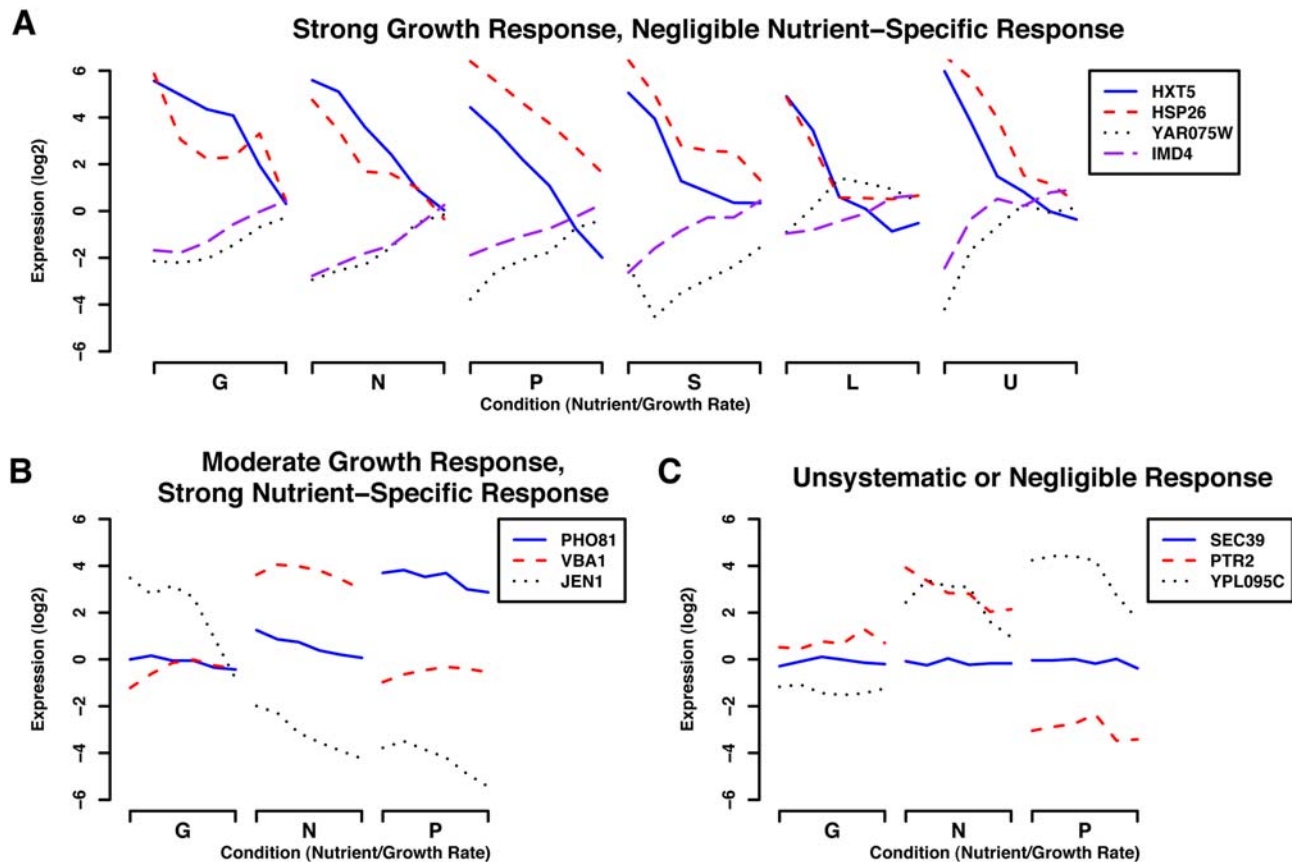 A
Strong Growth Response, Negligible Nutrient–Specific Response
Expression (log2)
6
4
2
0
−2
−4
−6
HXT5
HSP26
YAR075W
IMD4
G N P S L U
Condition (Nutrient/Growth Rate)
B
Moderate Growth Response,
Strong Nutrient–Specific Response
Expression (log2)
6
4
2
0
−2
−4
−6
PHO81
VBA1
JEN1
G N P
Condition (Nutrient/Growth Rate)
C
Unsystematic or Negligible Response
Expression (log2)
6
4
2
0
−2
−4
−6
SEC39
PTR2
YPL095C
G N P
Condition (Nutrient/Growth Rate)